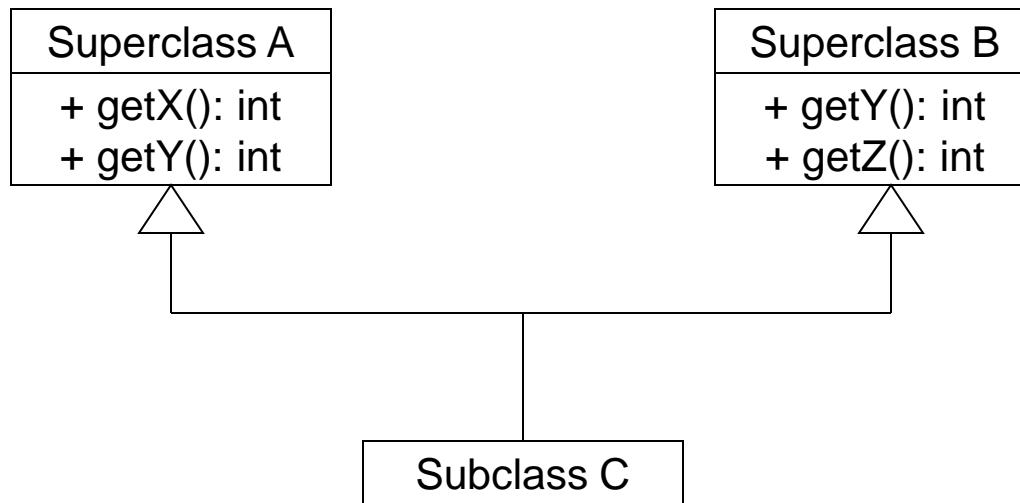 Superclass A
+ getX(): int
+ getY(): int
Superclass B
+ getY(): int
+ getZ(): int
Subclass C